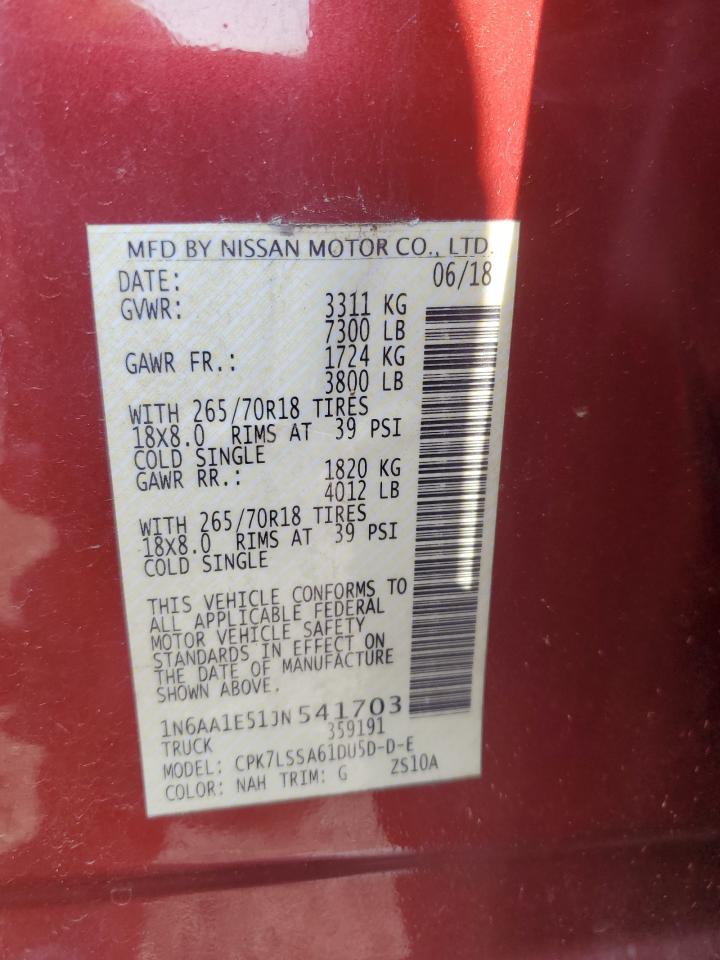 MFD BY NISSAN MOTOR CO., LTD.
DATE: 06/18
GVWR: 3311 KG
7300 LB
GAWR FR.: 1724 KG
3800 LB
WITH 265/70R18 TIRES
18X8.0 RIMS AT 39 PSI
COLD SINGLE
GAWR RR.: 1820 KG
4012 LB
WITH 265/70R18 TIRES
18X8.0 RIMS AT 39 PSI
COLD SINGLE
THIS VEHICLE CONFORMS TO
ALL APPLICABLE FEDERAL
MOTOR VEHICLE SAFETY
STANDARDS IN EFFECT ON
THE DATE OF MANUFACTURE
SHOWN ABOVE.
1N6AA1E51JN541703
TRUCK 359191
MODEL: CPK7LSSA61DU5D-D-E
COLOR: NAH TRIM: G ZS10A